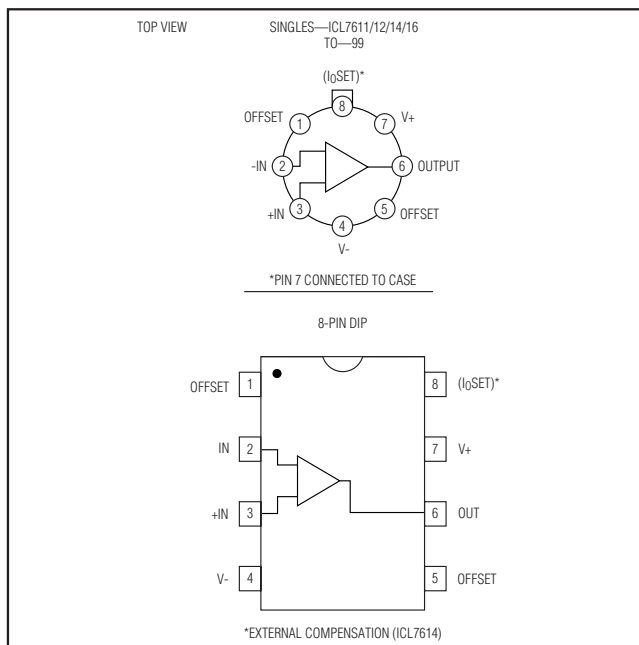 TOP VIEW
SINGLES—ICL7611/12/14/16
TO—99
(I0SET)*
8
OFFSET
1
7
V+
-IN
2
6
OUTPUT
+IN
3
5
OFFSET
4
V-
*PIN 7 CONNECTED TO CASE
8-PIN DIP
OFFSET
1
8
(I0SET)*
IN
2
7
V+
+IN
3
6
OUT
V-
4
5
OFFSET
*EXTERNAL COMPENSATION (ICL7614)